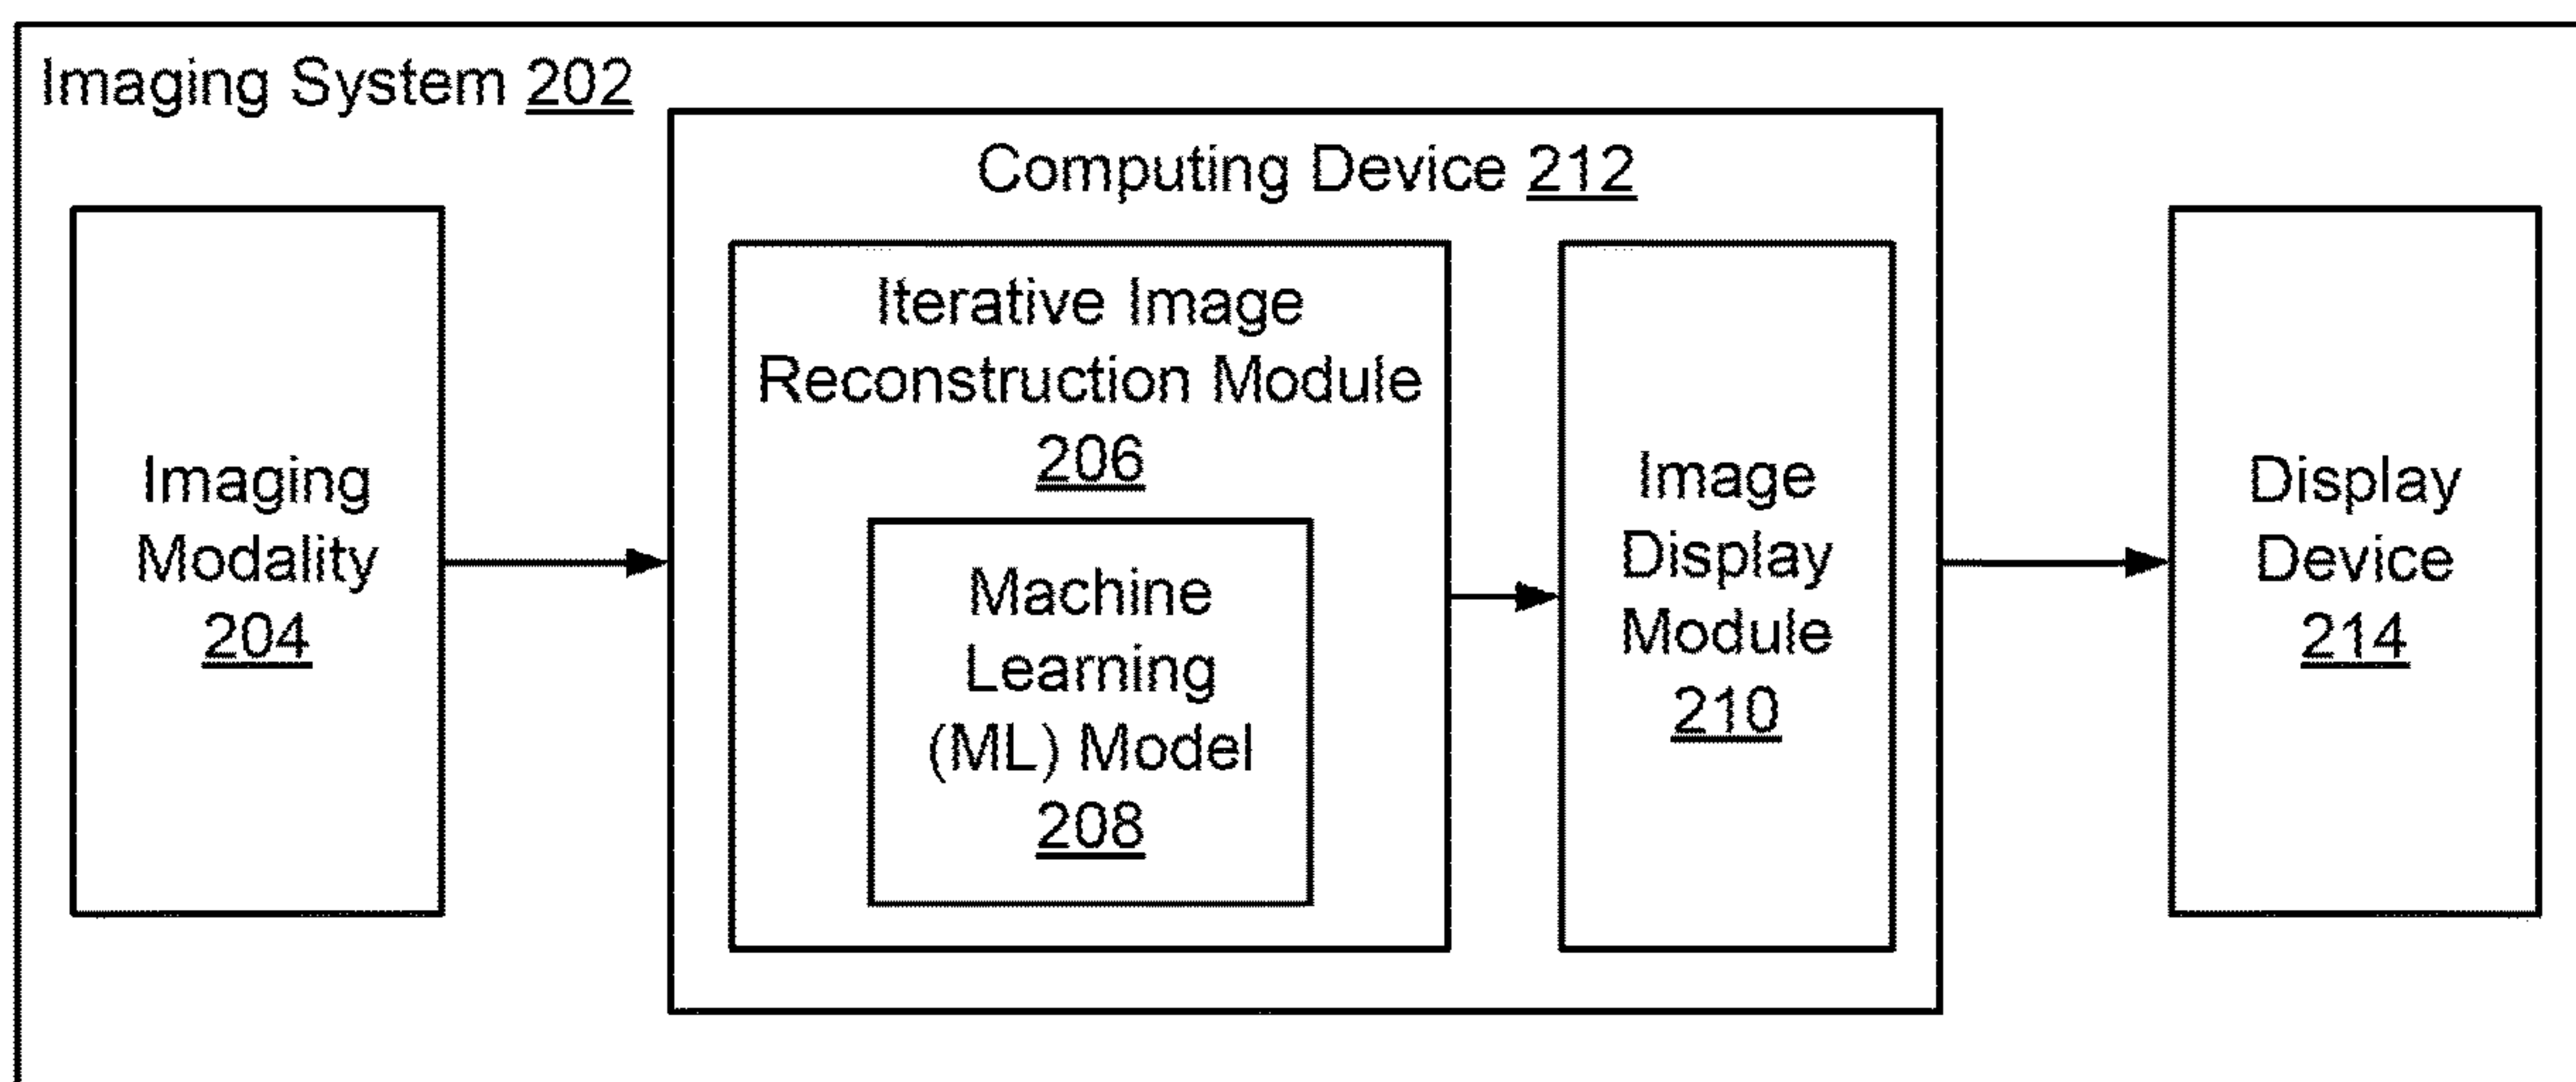 Imaging System 202
Computing Device 212
Imaging
Modality
204
Iterative Image
Reconstruction Module
206
Machine
Learning
(ML) Model
208
Image
Display
Module
210
Display
Device
214